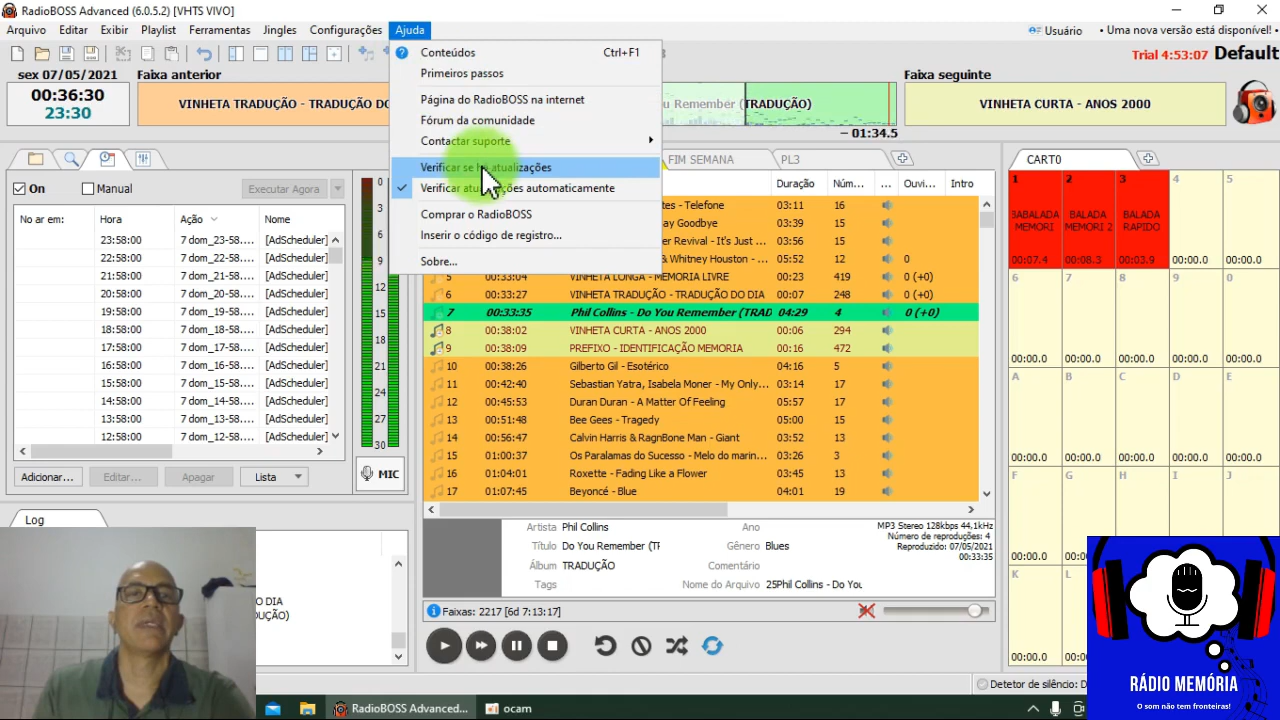 RadioBOSS Advanced (6.0.5.2) [VHTS VIVO]
Arquivo Editar Exibir Playlist Ferramentas Jingles Configurações Ajuda
Usuário • Uma nova versão está disponível! •
Trial 4:53:07 Default
sex 07/05/2021
00:36:30
23:30
Faixa anterior
VINHETA TRADUÇÃO - TRADUÇÃO DO
You Remember (TRADUÇÃO)
− 01:34.5
Faixa seguinte
VINHETA CURTA - ANOS 2000
Conteúdos Ctrl+F1
Primeiros passos
Página do RadioBOSS na internet
Fórum da comunidade
Contactar suporte
Verificar se há atualizações
Verificar atualizações automaticamente
Comprar o RadioBOSS
Inserir o código de registro...
Sobre...
On Manual Executar Agora
No ar em: Hora Ação Nome
23:58:00 7 dom_23-58.... [AdScheduler]
22:58:00 7 dom_22-58.... [AdScheduler]
21:58:00 7 dom_21-58.... [AdScheduler]
20:58:00 7 dom_20-58.... [AdScheduler]
19:58:00 7 dom_19-58.... [AdScheduler]
18:58:00 7 dom_18-58.... [AdScheduler]
17:58:00 7 dom_17-58.... [AdScheduler]
16:58:00 7 dom_16-58.... [AdScheduler]
15:58:00 7 dom_15-58.... [AdScheduler]
14:58:00 7 dom_14-58.... [AdScheduler]
13:58:00 7 dom_13-58.... [AdScheduler]
12:58:00 7 dom_12-58.... [AdScheduler]
Adicionar... Editar... Apagar Lista
0
3
6
9
12
15
18
21
24
27
30
MIC
FIM SEMANA PL3
Duração Núm... ... Ouvi... Intro
tes - Telefone 03:11 16
ay Goodbye 03:39 15
er Revival - It's Just ... 03:56 15
& Whitney Houston - ... 05:52 12 0
5 00:33:04 VINHETA LONGA - MEMORIA LIVRE 00:23 419 0 (+0)
6 00:33:27 VINHETA TRADUÇÃO - TRADUÇÃO DO DIA 00:07 248 0 (+0)
7 00:33:35 Phil Collins - Do You Remember (TRAD 04:29 4 0 (+0)
8 00:38:02 VINHETA CURTA - ANOS 2000 00:06 294
9 00:38:09 PREFIXO - IDENTIFICAÇÃO MEMORIA 00:16 472
10 00:38:26 Gilberto Gil - Esotérico 04:16 5
11 00:42:40 Sebastian Yatra, Isabela Moner - My Only... 03:14 17
12 00:45:53 Duran Duran - A Matter Of Feeling 05:57 17
13 00:51:48 Bee Gees - Tragedy 05:00 15
14 00:56:47 Calvin Harris & RagnBone Man - Giant 03:52 13
15 01:00:37 Os Paralamas do Sucesso - Melo do marin... 03:26 3
16 01:04:01 Roxette - Fading Like a Flower 03:45 13
17 01:07:45 Beyoncé - Blue 04:01 19
Artista Phil Collins Ano
Título Do You Remember (TF Gênero Blues
Álbum TRADUÇÃO Comentário
Tags Nome do Arquivo 25Phil Collins - Do You
MP3 Stereo 128kbps 44,1kHz
Número de reproduções: 4
Reproduzido: 07/05/2021
00:33:35
Faixas: 2217 [6d 7:13:17]
CART0
1 2 3 4 5
BABALADA MEMORI
BALADA MEMORI 2
BALADA RAPIDO
00:07.4 00:08.3 00:03.9 00:00.0 00:00.0
6 7 8 9 0
00:00.0 00:00.0 00:00.0 00:00.0 00:00.0
A B C D E
00:00.0 00:00.0 00:00.0 00:00.0 00:00.0
F G H I J
00:00.0
K L
00:00.0
Log
DO DIA
DUÇÃO)
Detetor de silêncio: D
RÁDIO MEMÓRIA
O som não tem fronteiras!
RadioBOSS Advanced... ocam